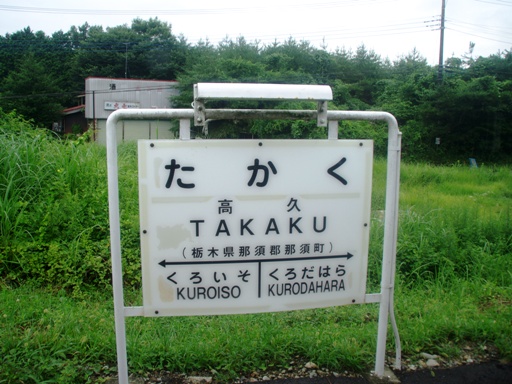 たかく
高久
TAKAKU
(栃木県那須郡那須町)
くろいそ くろだはら
KUROISO KURODAHARA